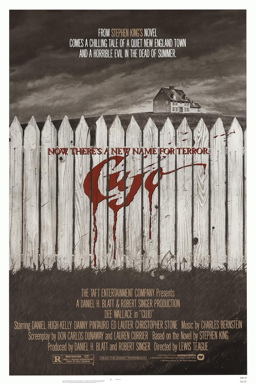 FROM STEPHEN KING'S NOVEL
COMES A CHILLING TALE OF A QUIET NEW ENGLAND TOWN
AND A HORRIBLE EVIL IN THE DEAD OF SUMMER.
NOW THERE'S A NEW NAME FOR TERROR
Cujo
THE TAFT ENTERTAINMENT COMPANY Presents
A DANIEL H. BLATT & ROBERT SINGER PRODUCTION
DEE WALLACE in "CUJO"
Starring DANIEL HUGH-KELLY DANNY PINTAURO ED LAUTER CHRISTOPHER STONE Music by CHARLES BERNSTEIN
Screenplay by DON CARLOS DUNAWAY and LAUREN CURRIER Based on the Novel by STEPHEN KING
Produced by DANIEL H. BLATT and ROBERT SINGER Directed by LEWIS TEAGUE
R